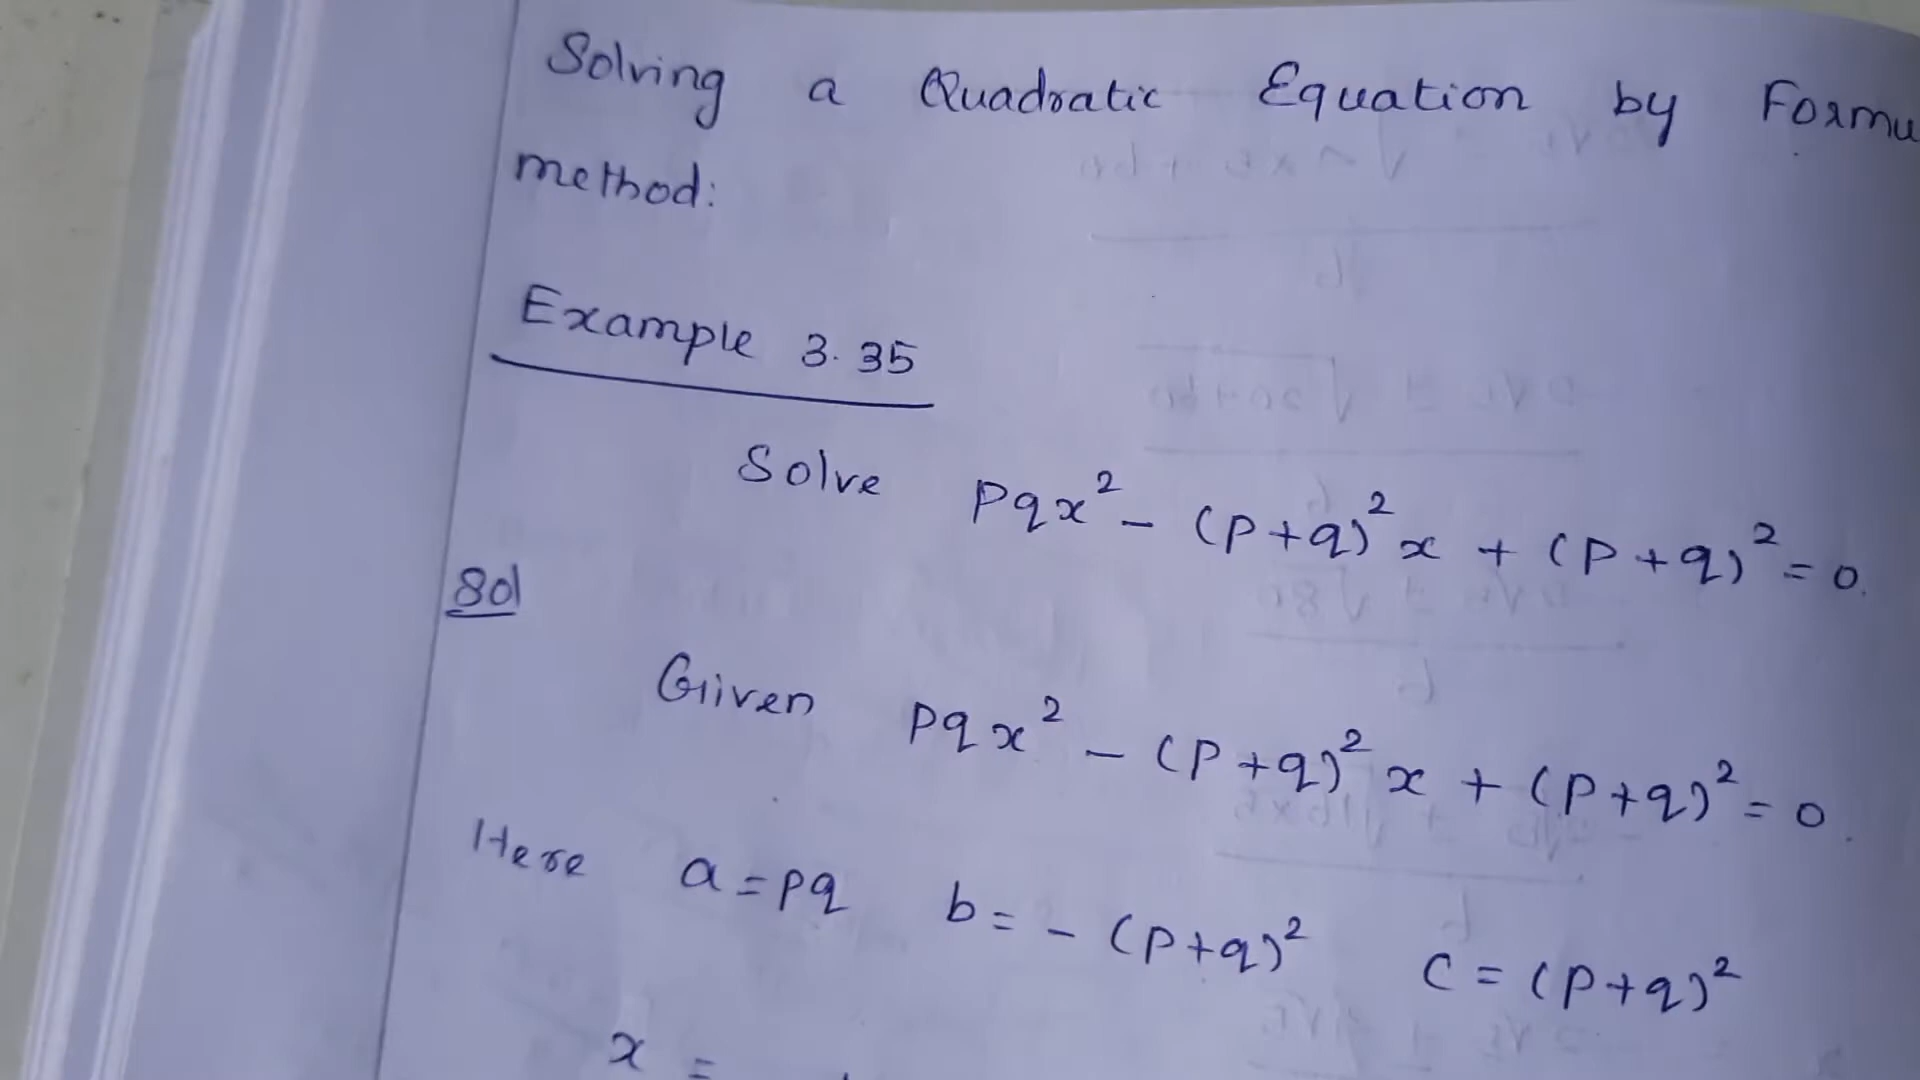 Solving a Quadratic Equation by Formu
method:
Example 3.35
Solve pqx² - (p+q)²x + (p+q)² = 0.
Sol
Given pqx² - (p+q)²x + (p+q)² = 0.
Here a = pq b = - (p+q)² c = (p+q)²
x =